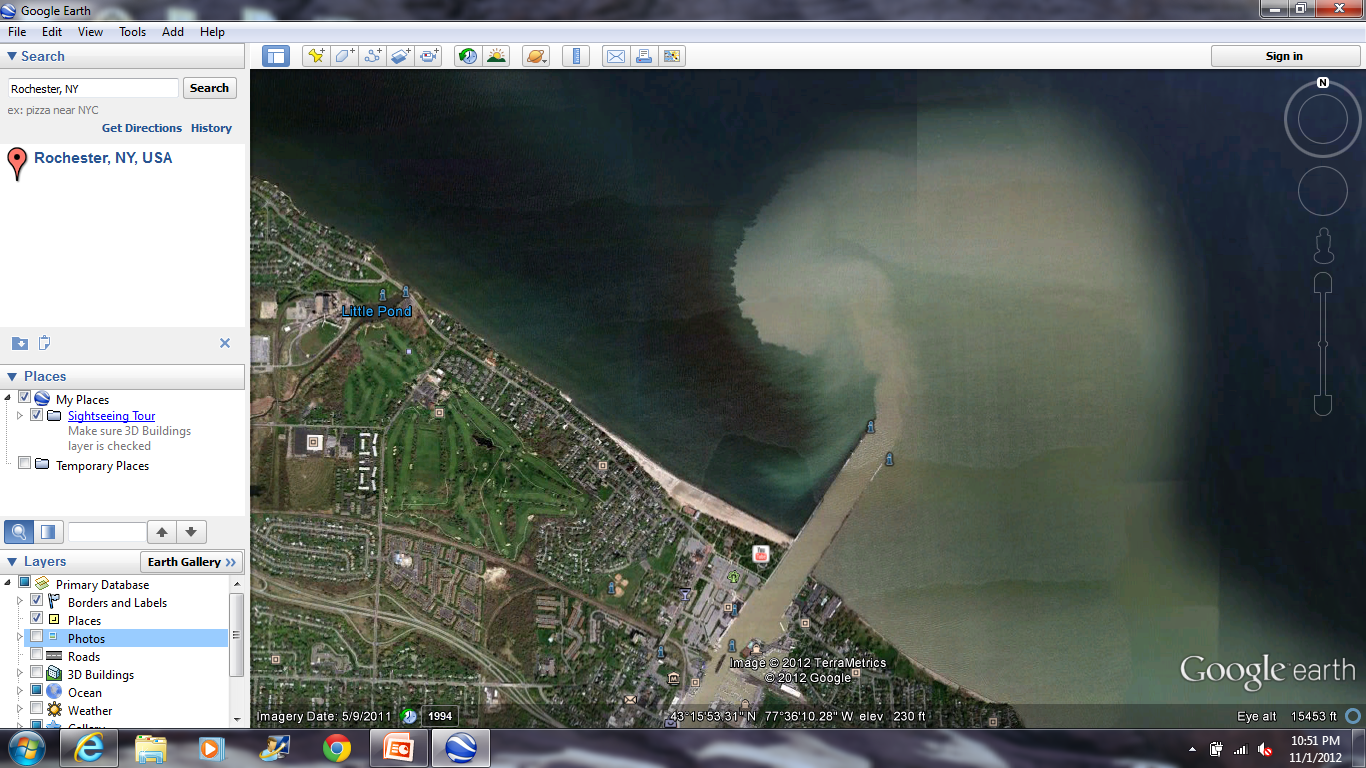 Google Earth
File Edit View Tools Add Help
Search
Sign in
Rochester, NY Search
ex: pizza near NYC
Get Directions History
Rochester, NY, USA
N
Little Pond
Places
My Places
Sightseeing Tour
Make sure 3D Buildings
layer is checked
Temporary Places
You
Tube
Layers Earth Gallery >>
Primary Database
Borders and Labels
Places
Photos
Roads
3D Buildings
Ocean
Weather
Gallery
Image © 2012 TerraMetrics
© 2012 Google
Google earth
Imagery Date: 5/9/2011 1994 43°15'53.31" N 77°36'10.28" W elev 230 ft Eye alt 15453 ft
10:51 PM
11/1/2012